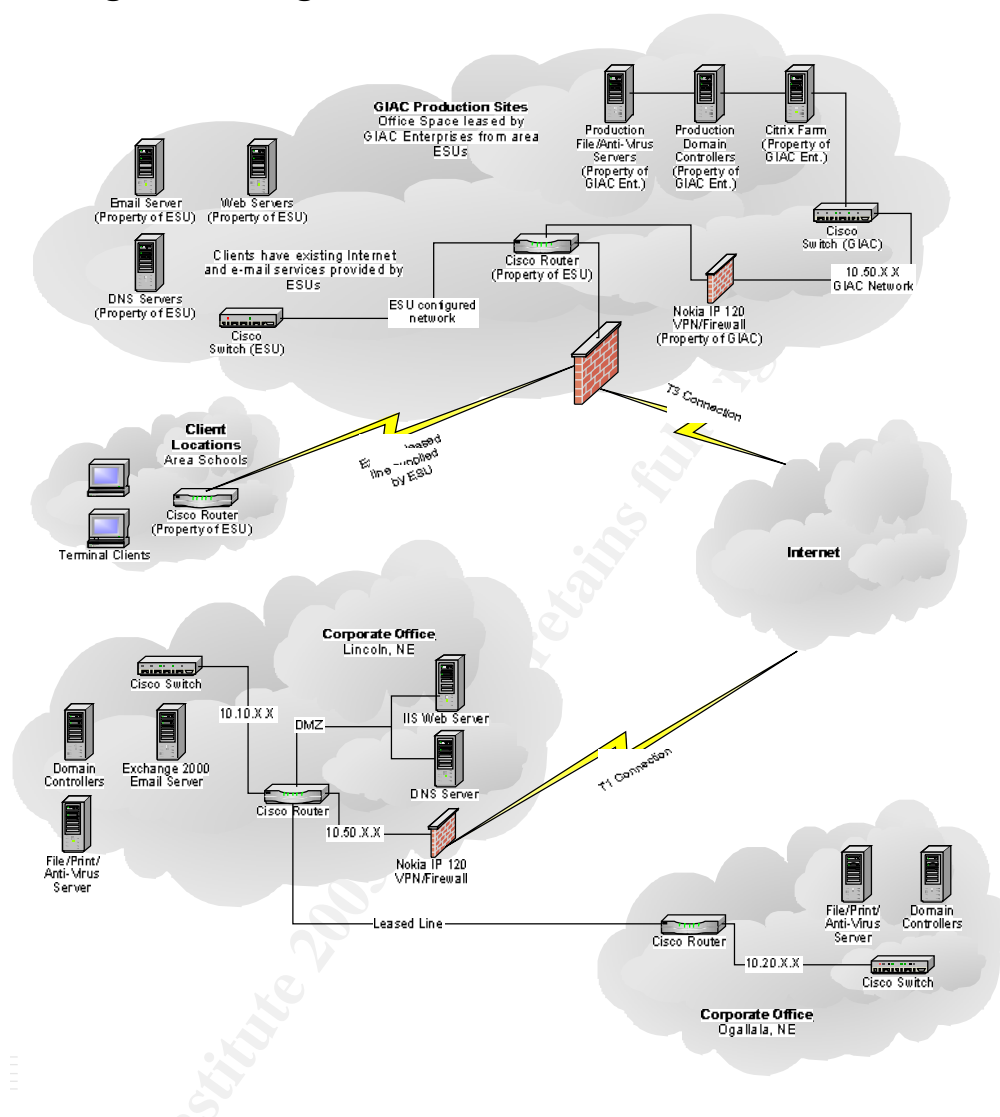 GIAC Production Sites
Office Space leased by
GIAC Enterprises from area
ESUs
Production
File/Anti-Virus
Servers
(Property of
GIAC Ent.)
Production
Domain
Controllers
(Property of
GIAC Ent.)
Citrix Farm
(Property of
GIAC Ent.)
Email Server
(Property of ESU)
Web Servers
(Property of ESU)
Cisco
Switch (GIAC)
Clients have existing Internet
and e-mail services provided by
ESUs
Cisco Router
(Property of ESU)
10.50.X.X
GIAC Network
DNS Servers
(Property of ESU)
ESU configured
network
Nokia IP 120
VPN/Firewall
(Property of GIAC)
Cisco
Switch (ESU)
T3 Connection
Client
Locations
Area Schools
leased
line supplied
by ESU
Cisco Router
(Property of ESU)
Terminal Clients
Internet
retains
Corporate Office,
Lincoln, NE
Cisco Switch
10.10.X.X
DMZ
IIS Web Server
Domain
Controllers
Exchange 2000
Email Server
DNS Server
T1 Connection
Cisco Router
10.50.X.X
File/Print/
Anti-Virus
Server
Nokia IP 120
VPN/Firewall
Leased Line
File/Print/
Anti-Virus
Server
Domain
Controllers
Cisco Router
10.20.X.X
Cisco Switch
Corporate Office,
Ogallala, NE